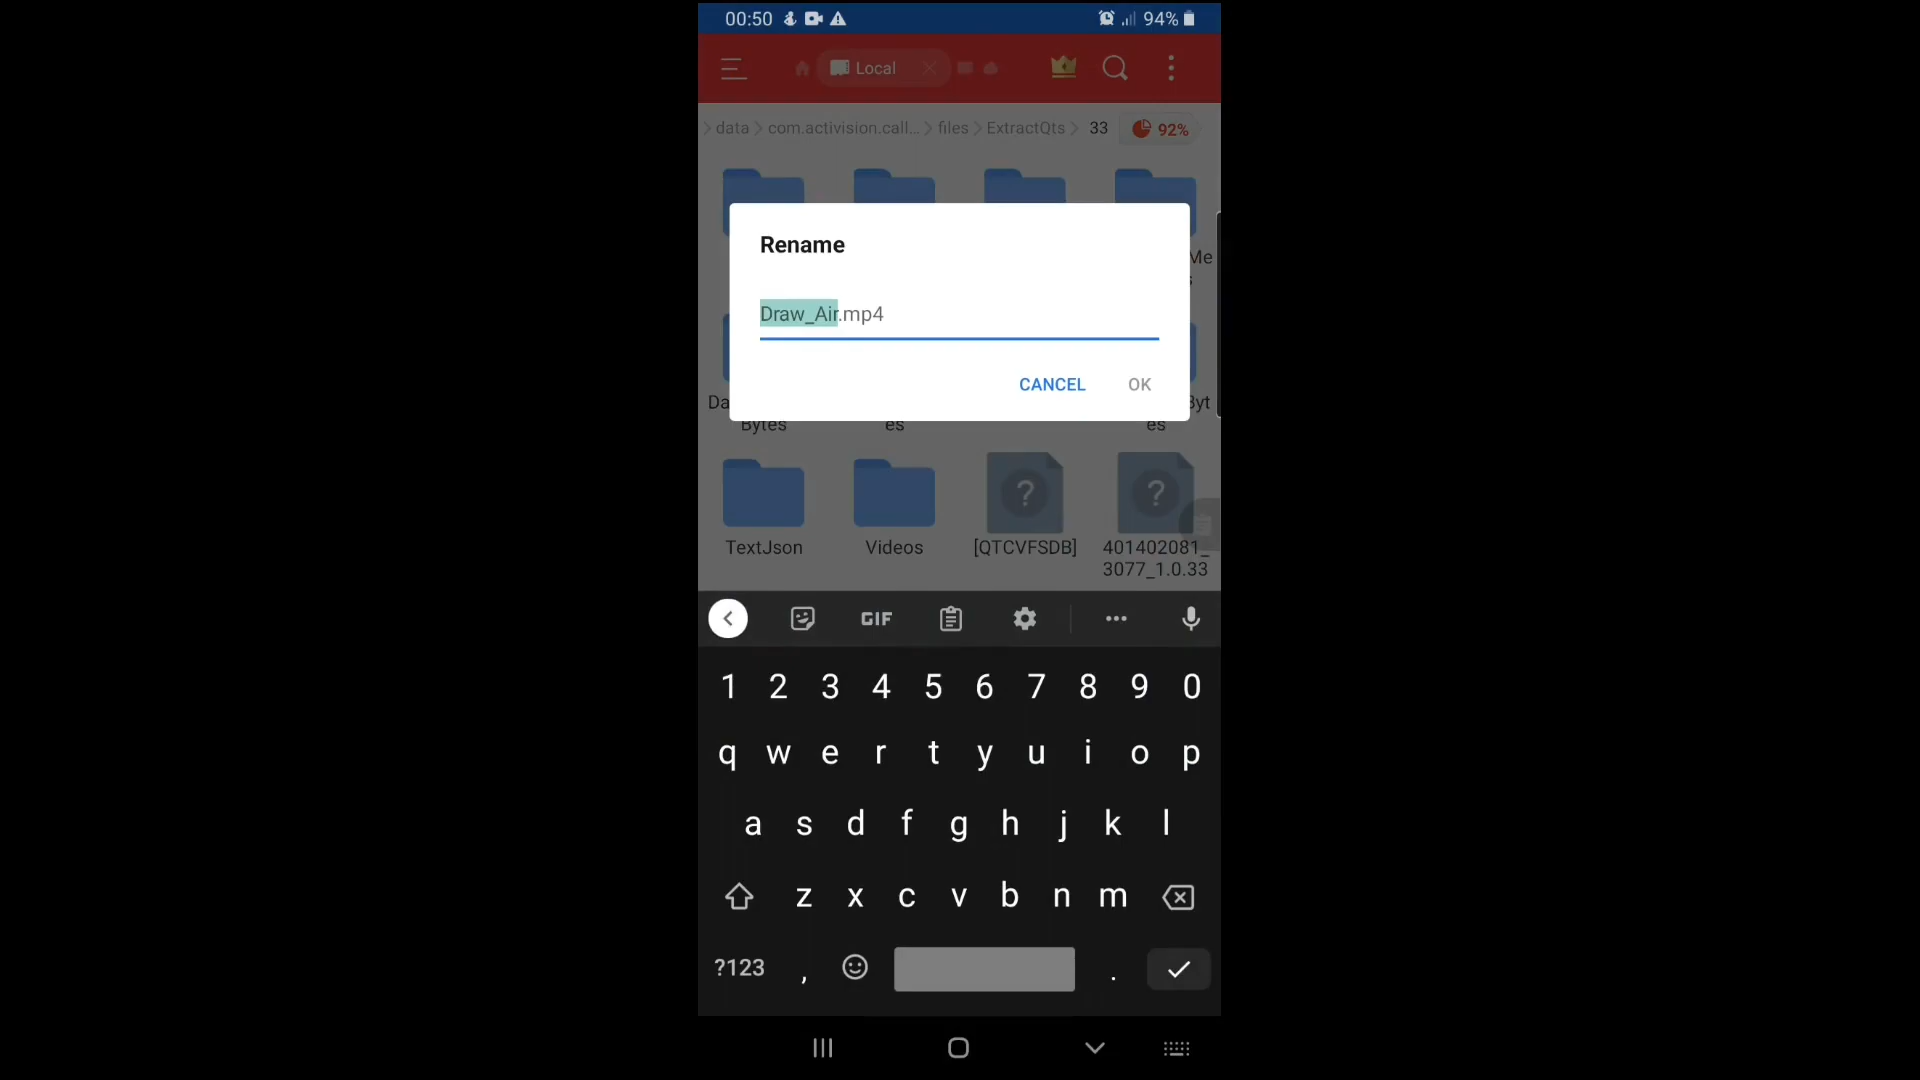 00:50 94%
Local
data com.activision.call... files ExtractQts 33 92%
Me
s
Rename
Draw_Air.mp4
CANCEL OK
Da Byt
Bytes es es
TextJson Videos [QTCVFSDB] 401402081_
3077_1.0.33
GIF
1 2 3 4 5 6 7 8 9 0
q w e r t y u i o p
a s d f g h j k l
z x c v b n m
?123 , .